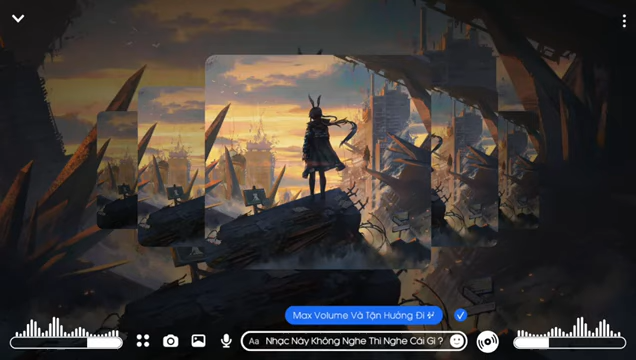 Max Volume Và Tận Hưởng Đi
Aa Nhạc Này Không Nghe Thì Nghe Cái Gì ?